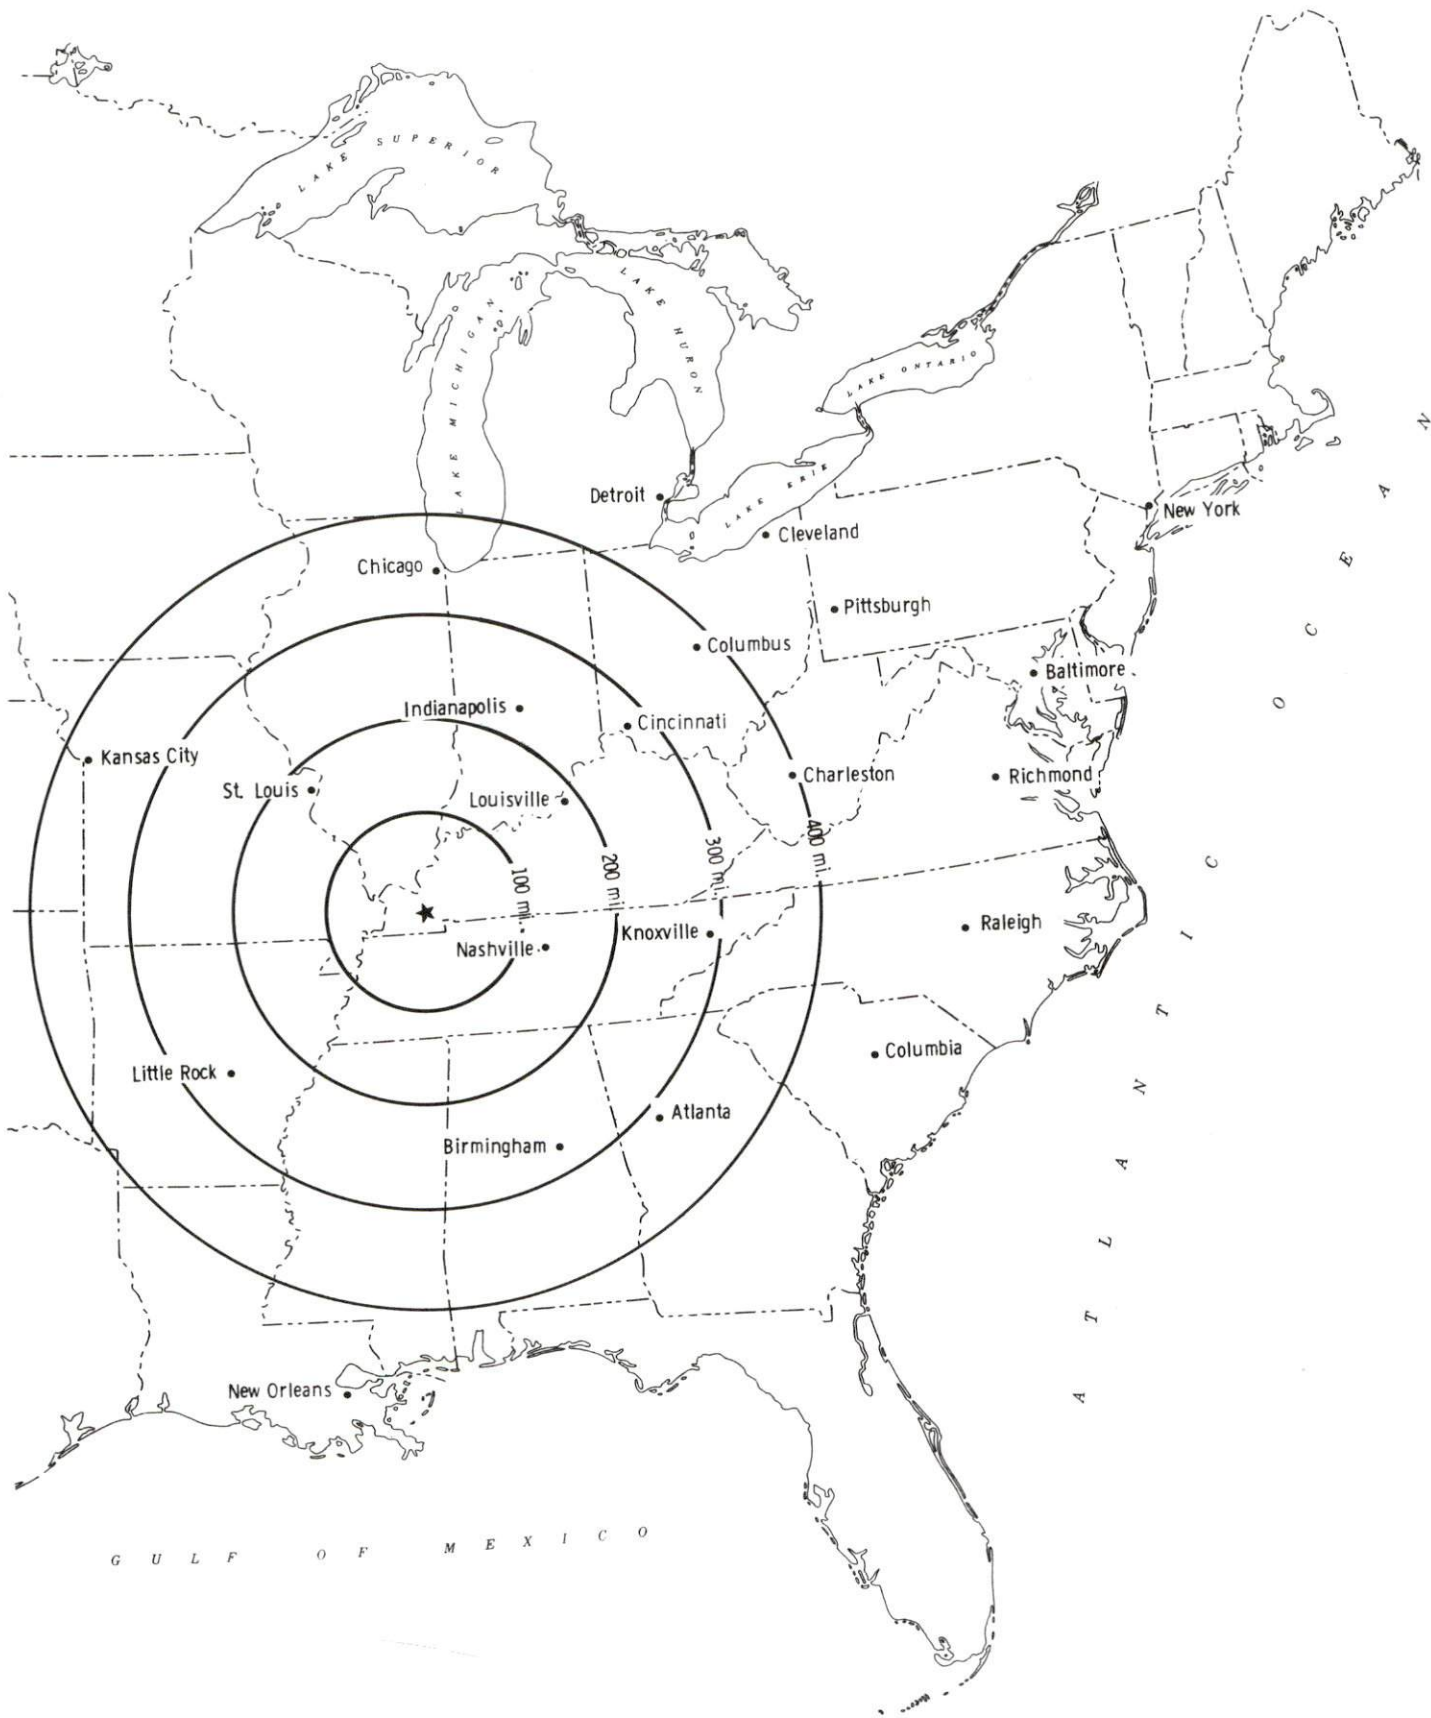 LAKE SUPERIOR
LAKE MICHIGAN
LAKE HURON
LAKE ONTARIO
LAKE ERIE
Detroit
Cleveland
New York
Chicago
Pittsburgh
Columbus
Baltimore
Indianapolis
Cincinnati
Kansas City
St. Louis
Louisville
Charleston
Richmond
100 mi.
200 mi.
300 mi.
400 mi.
Nashville
Knoxville
Raleigh
Little Rock
Columbia
Atlanta
Birmingham
New Orleans
ATLANTIC OCEAN
GULF OF MEXICO